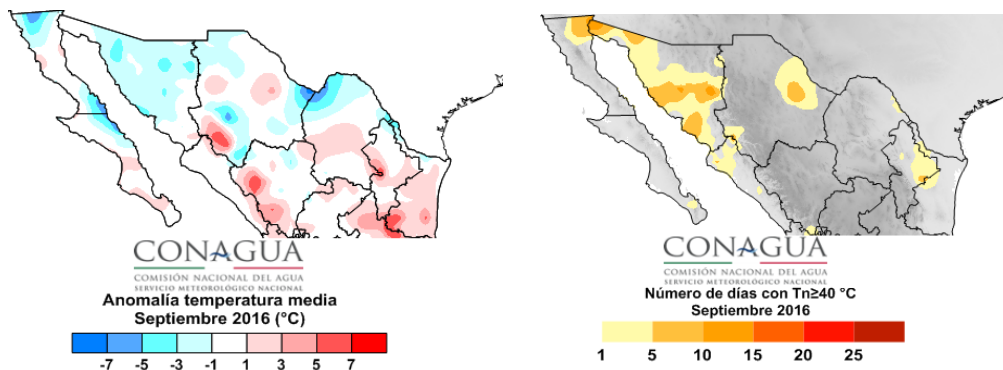 CONAGUA
COMISIÓN NACIONAL DEL AGUA
SERVICIO METEOROLÓGICO NACIONAL
Anomalía temperatura media
Septiembre 2016 (°C)
-7 -5 -3 -1 1 3 5 7
CONAGUA
COMISIÓN NACIONAL DEL AGUA
SERVICIO METEOROLÓGICO NACIONAL
Número de días con Tn≥40 °C
Septiembre 2016
1 5 10 15 20 25